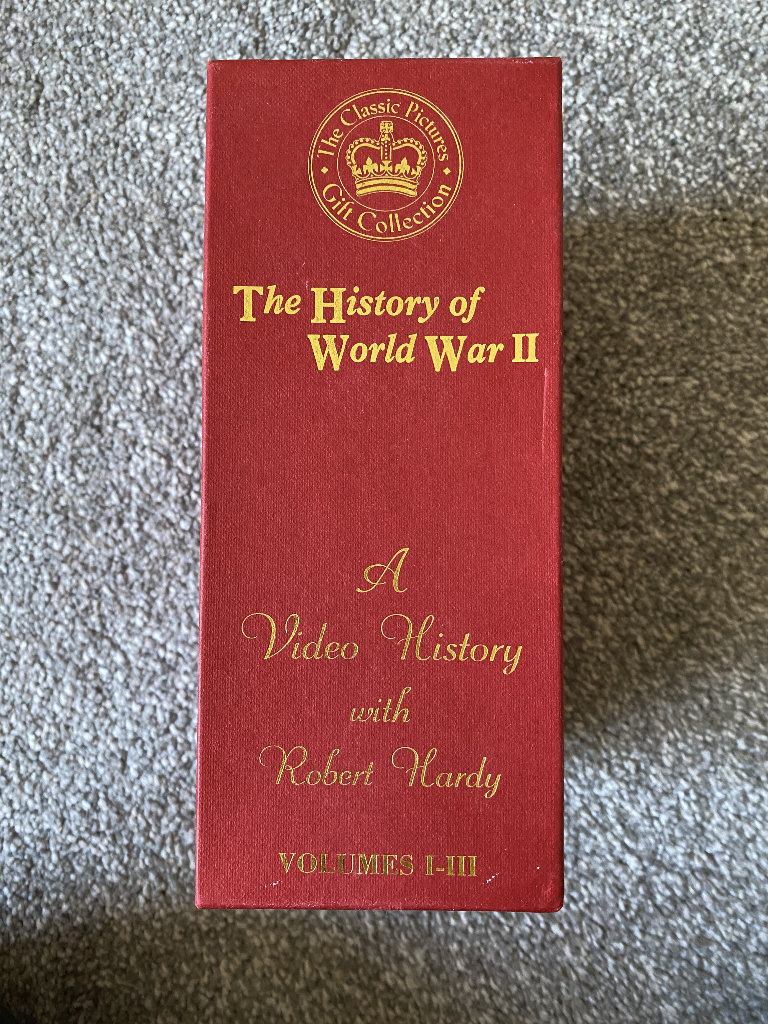 The Classic Pictures
Gift Collection
The History of
World War II
A
Video History
with
Robert Hardy
VOLUMES I-III